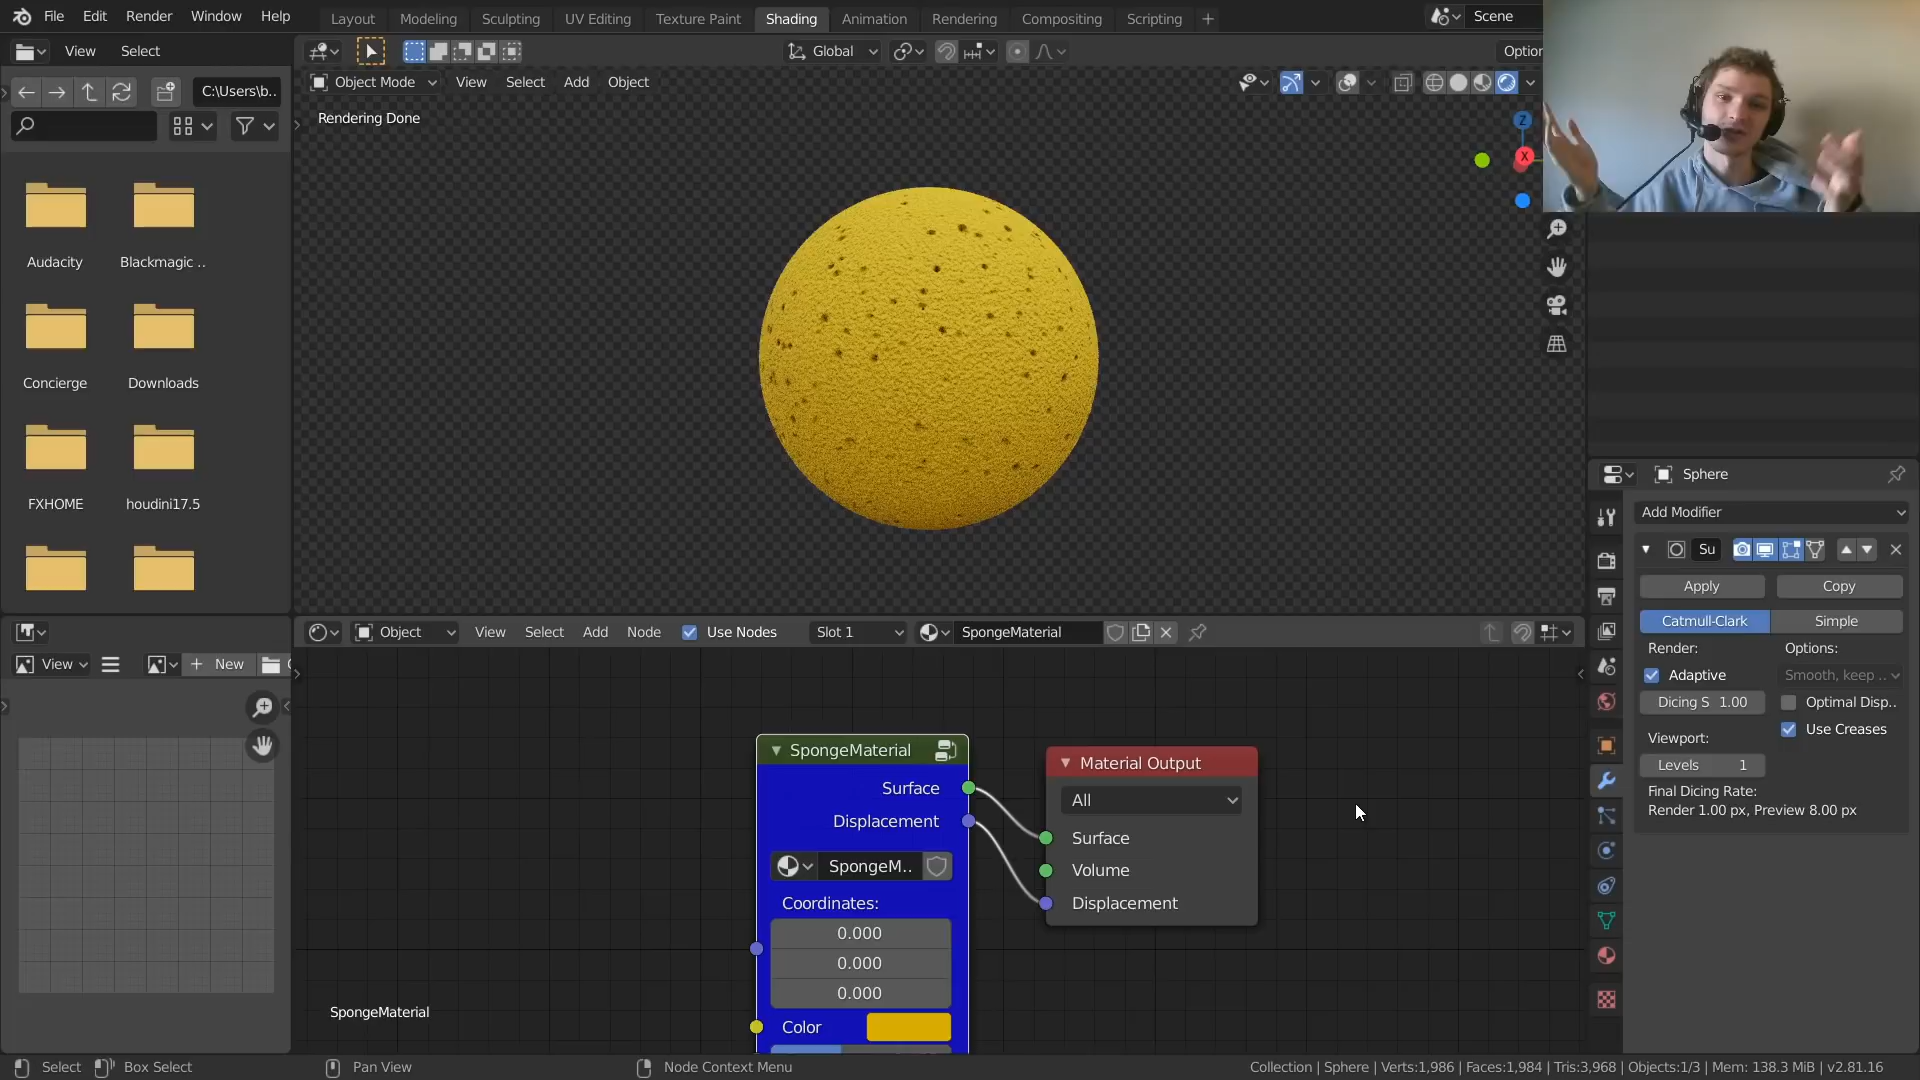 File Edit Render Window Help
Layout Modeling Sculpting UV Editing Texture Paint Shading Animation Rendering Compositing Scripting +
Scene
View Select
Global
Optior
C:\Users\b..
Object Mode View Select Add Object
Rendering Done
Z
X
Audacity Blackmagic ..
Concierge Downloads
FXHOME houdini17.5
Sphere
Add Modifier
Su
Apply Copy
Catmull-Clark Simple
Render: Options:
Adaptive Smooth, keep ..
Dicing S 1.00 Optimal Disp..
Use Creases
Viewport:
Levels 1
Final Dicing Rate:
Render 1.00 px, Preview 8.00 px
Object View Select Add Node Use Nodes Slot 1 SpongeMaterial
View + New
SpongeMaterial
Surface
Displacement
SpongeM..
Coordinates:
0.000
0.000
0.000
Color
Material Output
All
Surface
Volume
Displacement
SpongeMaterial
Select Box Select Pan View Node Context Menu
Collection | Sphere | Verts:1,986 | Faces:1,984 | Tris:3,968 | Objects:1/3 | Mem: 138.3 MiB | v2.81.16